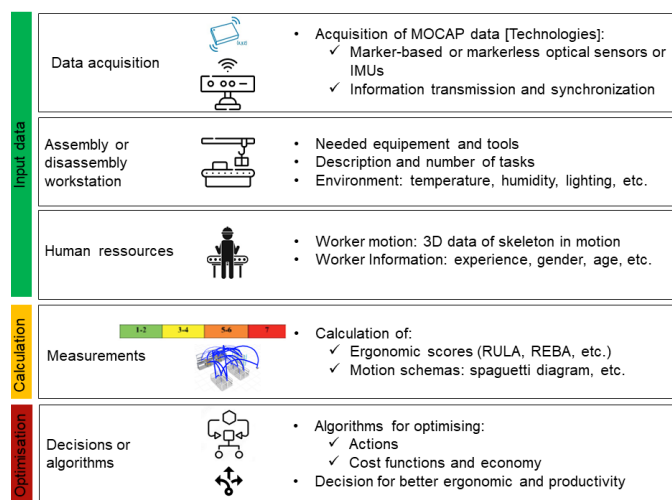 Input data
Data acquisition
• Acquisition of MOCAP data [Technologies]:
✓ Marker-based or markerless optical sensors or
IMUs
✓ Information transmission and synchronization
Assembly or
disassembly
workstation
• Needed equipement and tools
• Description and number of tasks
• Environment: temperature, humidity, lighting, etc.
Human ressources
• Worker motion: 3D data of skeleton in motion
• Worker Information: experience, gender, age, etc.
Calculation
Measurements
1-2 3-4 5-6 7
• Calculation of:
✓ Ergonomic scores (RULA, REBA, etc.)
✓ Motion schemas: spaguetti diagram, etc.
Optimisation
Decisions or
algorithms
• Algorithms for optimising:
✓ Actions
✓ Cost functions and economy
• Decision for better ergonomic and productivity